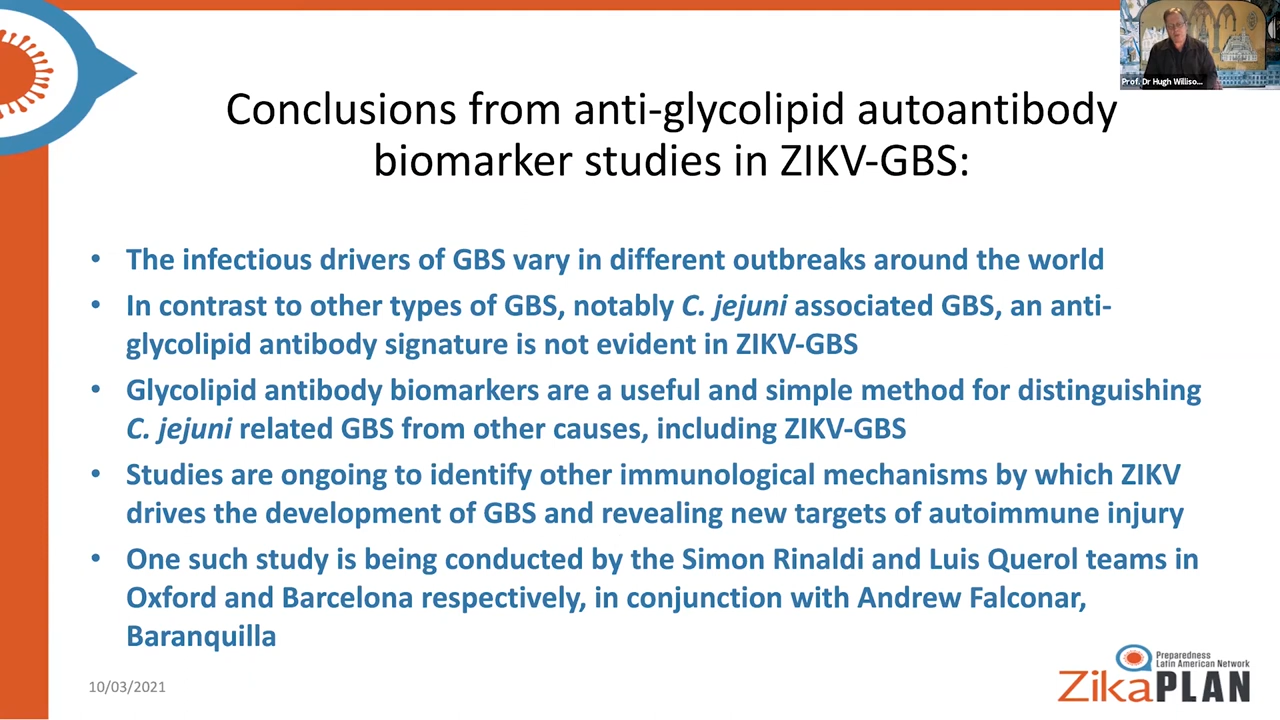 Prof. Dr Hugh Williso...
Conclusions from anti-glycolipid autoantibody
biomarker studies in ZIKV-GBS:
• The infectious drivers of GBS vary in different outbreaks around the world
• In contrast to other types of GBS, notably C. jejuni associated GBS, an anti-
glycolipid antibody signature is not evident in ZIKV-GBS
• Glycolipid antibody biomarkers are a useful and simple method for distinguishing
C. jejuni related GBS from other causes, including ZIKV-GBS
• Studies are ongoing to identify other immunological mechanisms by which ZIKV
drives the development of GBS and revealing new targets of autoimmune injury
• One such study is being conducted by the Simon Rinaldi and Luis Querol teams in
Oxford and Barcelona respectively, in conjunction with Andrew Falconar,
Baranquilla
10/03/2021
Preparedness
Latin American Network
ZikaPLAN